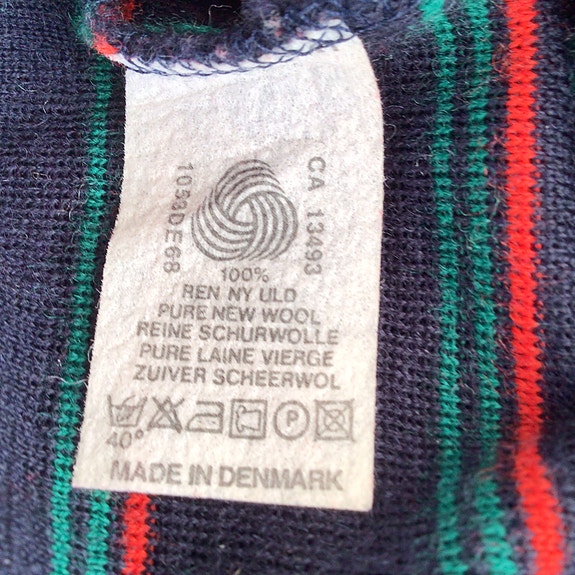 1053DE68
CA 13493
100%
REN NY ULD
PURE NEW WOOL
REINE SCHURWOLLE
PURE LAINE VIERGE
ZUIVER SCHEERWOL
P
40°
MADE IN DENMARK